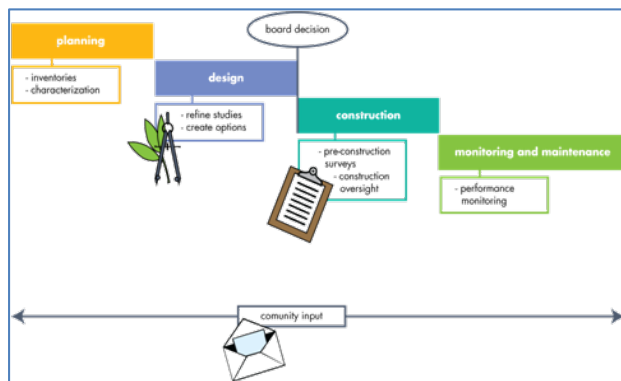 board decision
planning
- inventories
- characterization
design
- refine studies
- create options
construction
- pre-construction
surveys
- construction
oversight
monitoring and maintenance
- performance
monitoring
comunity input